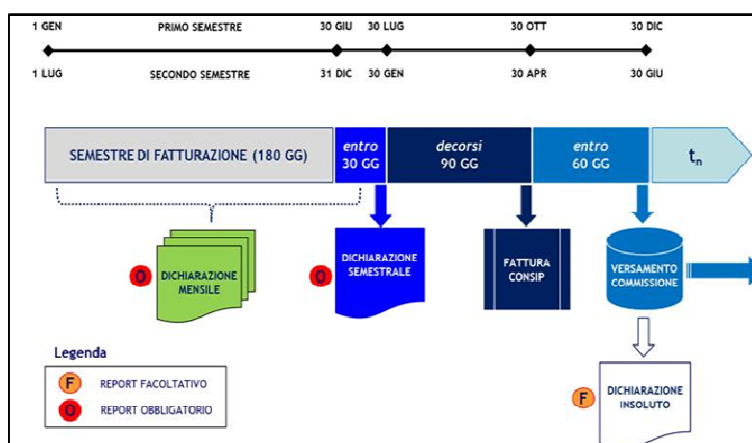 1 GEN PRIMO SEMESTRE 30 GIU 30 LUG 30 OTT 30 DIC
1 LUG SECONDO SEMESTRE 31 DIC 30 GEN 30 APR 30 GIU
SEMESTRE DI FATTURAZIONE (180 GG)
entro
30 GG
decorsi
90 GG
entro
60 GG
tn
O
DICHIARAZIONE
MENSILE
O
DICHIARAZIONE
SEMESTRALE
FATTURA
CONSIP
VERSAMENTO
COMMISSIONE
Legenda
F REPORT FACOLTATIVO
O REPORT OBBLIGATORIO
F
DICHIARAZIONE
INSOLUTO